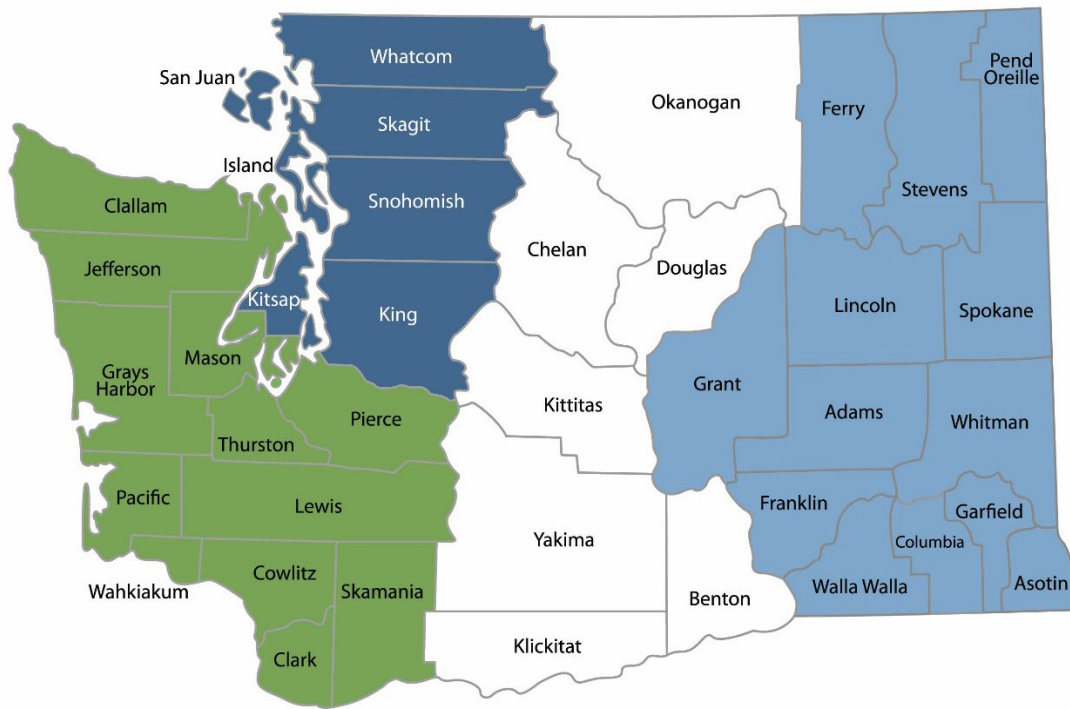 Whatcom
San Juan
Pend
Oreille
Okanogan
Ferry
Skagit
Island
Stevens
Snohomish
Clallam
Chelan
Jefferson
Douglas
Kitsap
Lincoln
Spokane
King
Mason
Grays
Harbor
Grant
Kittitas
Adams
Pierce
Whitman
Thurston
Pacific
Lewis
Franklin
Garfield
Yakima
Columbia
Wahkiakum
Cowlitz
Skamania
Walla Walla
Asotin
Benton
Klickitat
Clark